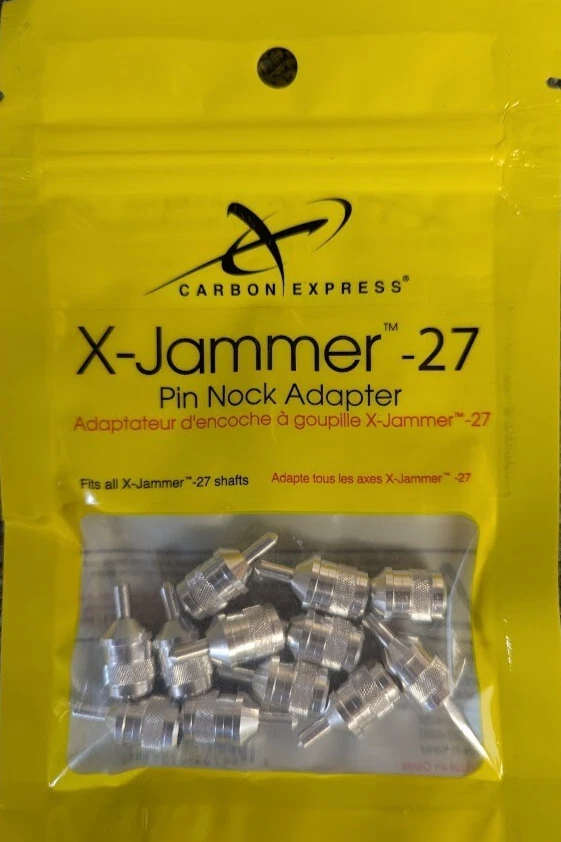 CARBON EXPRESS®
X-Jammer™-27
Pin Nock Adapter
Adaptateur d'encoche à goupille X-Jammer™-27
Fits all X-Jammer™-27 shafts Adapte tous les axes X-Jammer™ -27